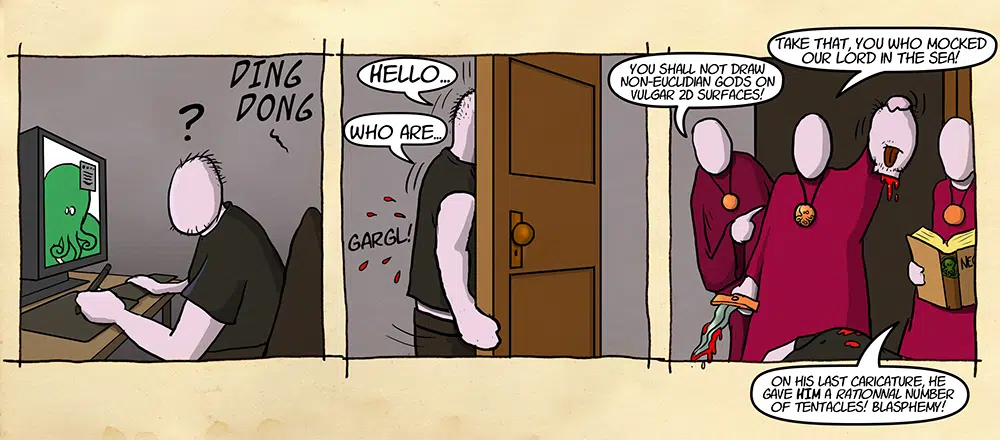 DING
DONG
?
HELLO...
WHO ARE...
GARGL!
YOU SHALL NOT DRAW
NON-EUCLIDIAN GODS ON
VULGAR 2D SURFACES!
TAKE THAT, YOU WHO MOCKED
OUR LORD IN THE SEA!
NEC
ON HIS LAST CARICATURE, HE
GAVE HIM A RATIONNAL NUMBER
OF TENTACLES! BLASPHEMY!